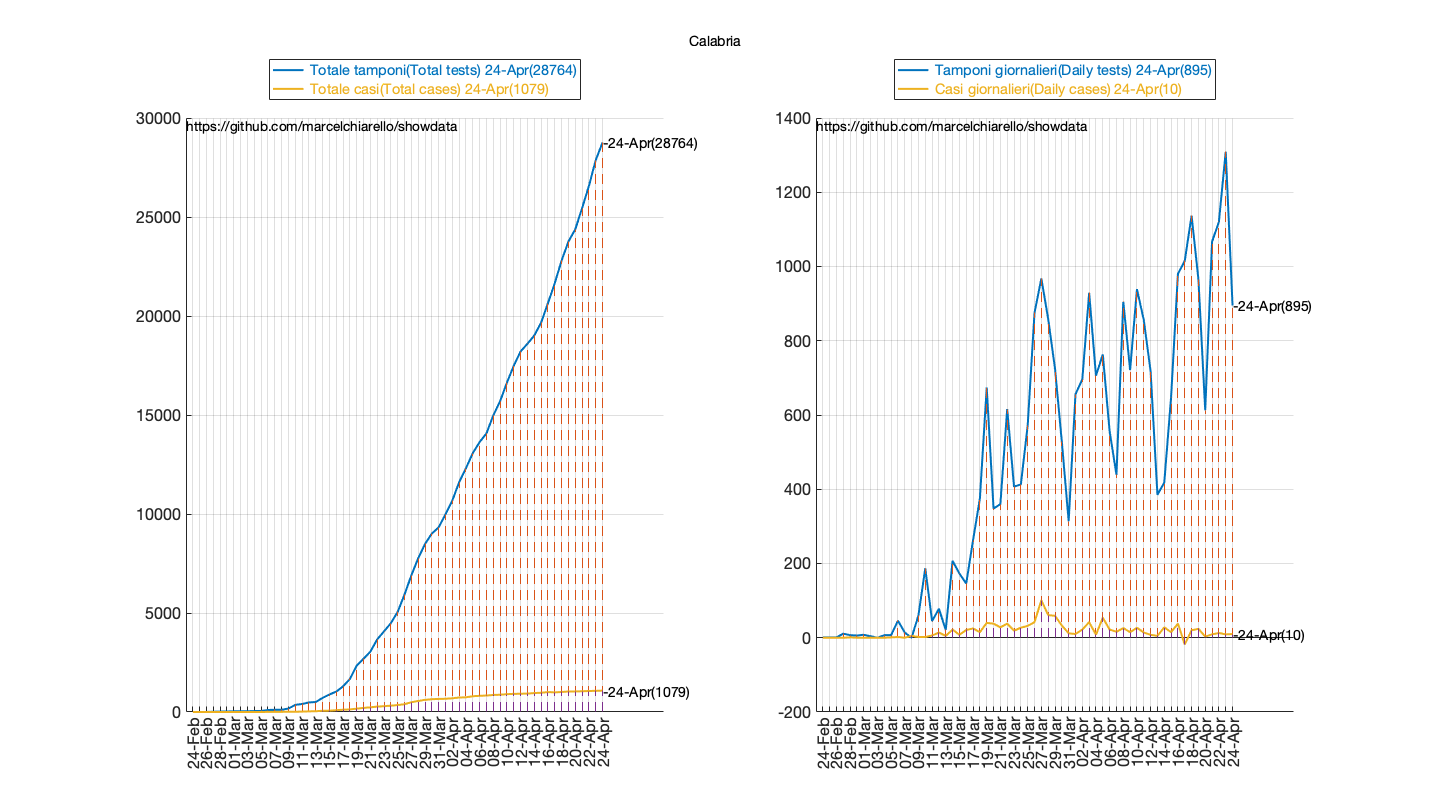 Calabria
Totale tamponi(Total tests) 24-Apr(28764)
Totale casi(Total cases) 24-Apr(1079)
30000
25000
20000
15000
10000
5000
0
https://github.com/marcelchiarello/showdata
24-Apr(28764)
24-Apr(1079)
24-Feb
26-Feb
28-Feb
01-Mar
03-Mar
05-Mar
07-Mar
09-Mar
11-Mar
13-Mar
15-Mar
17-Mar
19-Mar
21-Mar
23-Mar
25-Mar
27-Mar
29-Mar
31-Mar
02-Apr
04-Apr
06-Apr
08-Apr
10-Apr
12-Apr
14-Apr
16-Apr
18-Apr
20-Apr
22-Apr
24-Apr
Tamponi giornalieri(Daily tests) 24-Apr(895)
Casi giornalieri(Daily cases) 24-Apr(10)
1400
1200
1000
800
600
400
200
0
-200
https://github.com/marcelchiarello/showdata
24-Apr(895)
24-Apr(10)
24-Feb
26-Feb
28-Feb
01-Mar
03-Mar
05-Mar
07-Mar
09-Mar
11-Mar
13-Mar
15-Mar
17-Mar
19-Mar
21-Mar
23-Mar
25-Mar
27-Mar
29-Mar
31-Mar
02-Apr
04-Apr
06-Apr
08-Apr
10-Apr
12-Apr
14-Apr
16-Apr
18-Apr
20-Apr
22-Apr
24-Apr